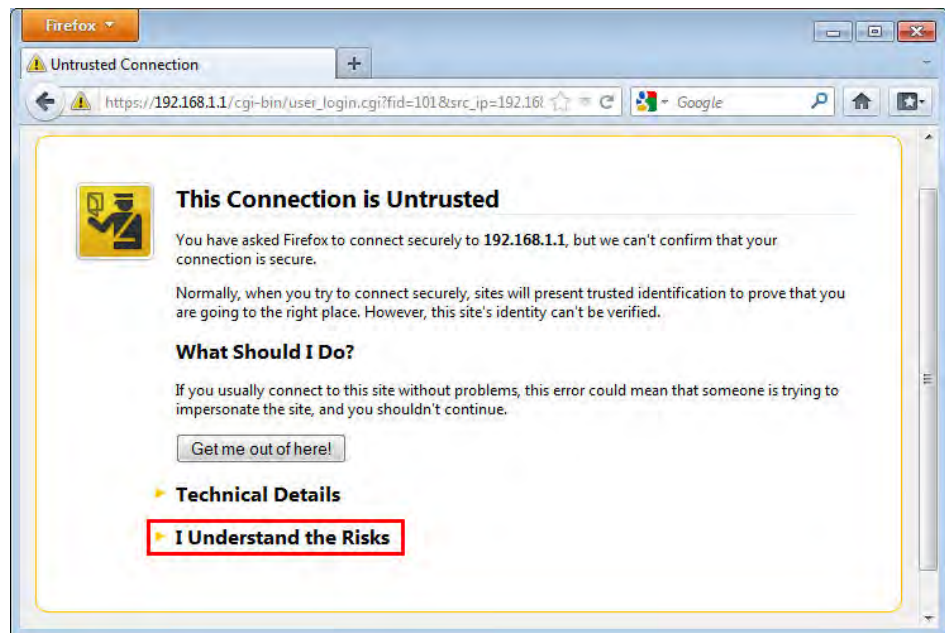 Firefox
Untrusted Connection
https://192.168.1.1/cgi-bin/user_login.cgi?fid=101&src_ip=192.168
Google
This Connection is Untrusted
You have asked Firefox to connect securely to 192.168.1.1, but we can't confirm that your
connection is secure.
Normally, when you try to connect securely, sites will present trusted identification to prove that you
are going to the right place. However, this site's identity can't be verified.
What Should I Do?
If you usually connect to this site without problems, this error could mean that someone is trying to
impersonate the site, and you shouldn't continue.
Get me out of here!
Technical Details
I Understand the Risks